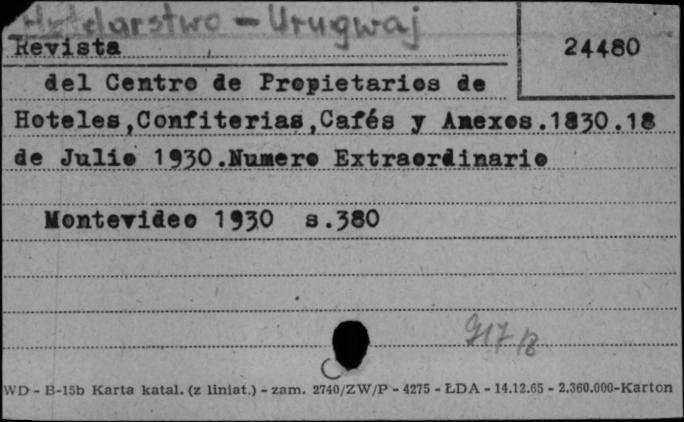 Hotelarstwo - Urugwaj
Revista
24480
del Centro de Propietarios de
Hoteles,Confiterias,Cafés y Anexos.1830.18
de Julio 1930.Numero Extraordinario
Montevideo 1930 s.380
917/8
WD - B-15b Karta katal. (z liniat.) - zam. 2740/ZW/P - 4275 - ŁDA - 14.12.65 - 2.360.000-Karton